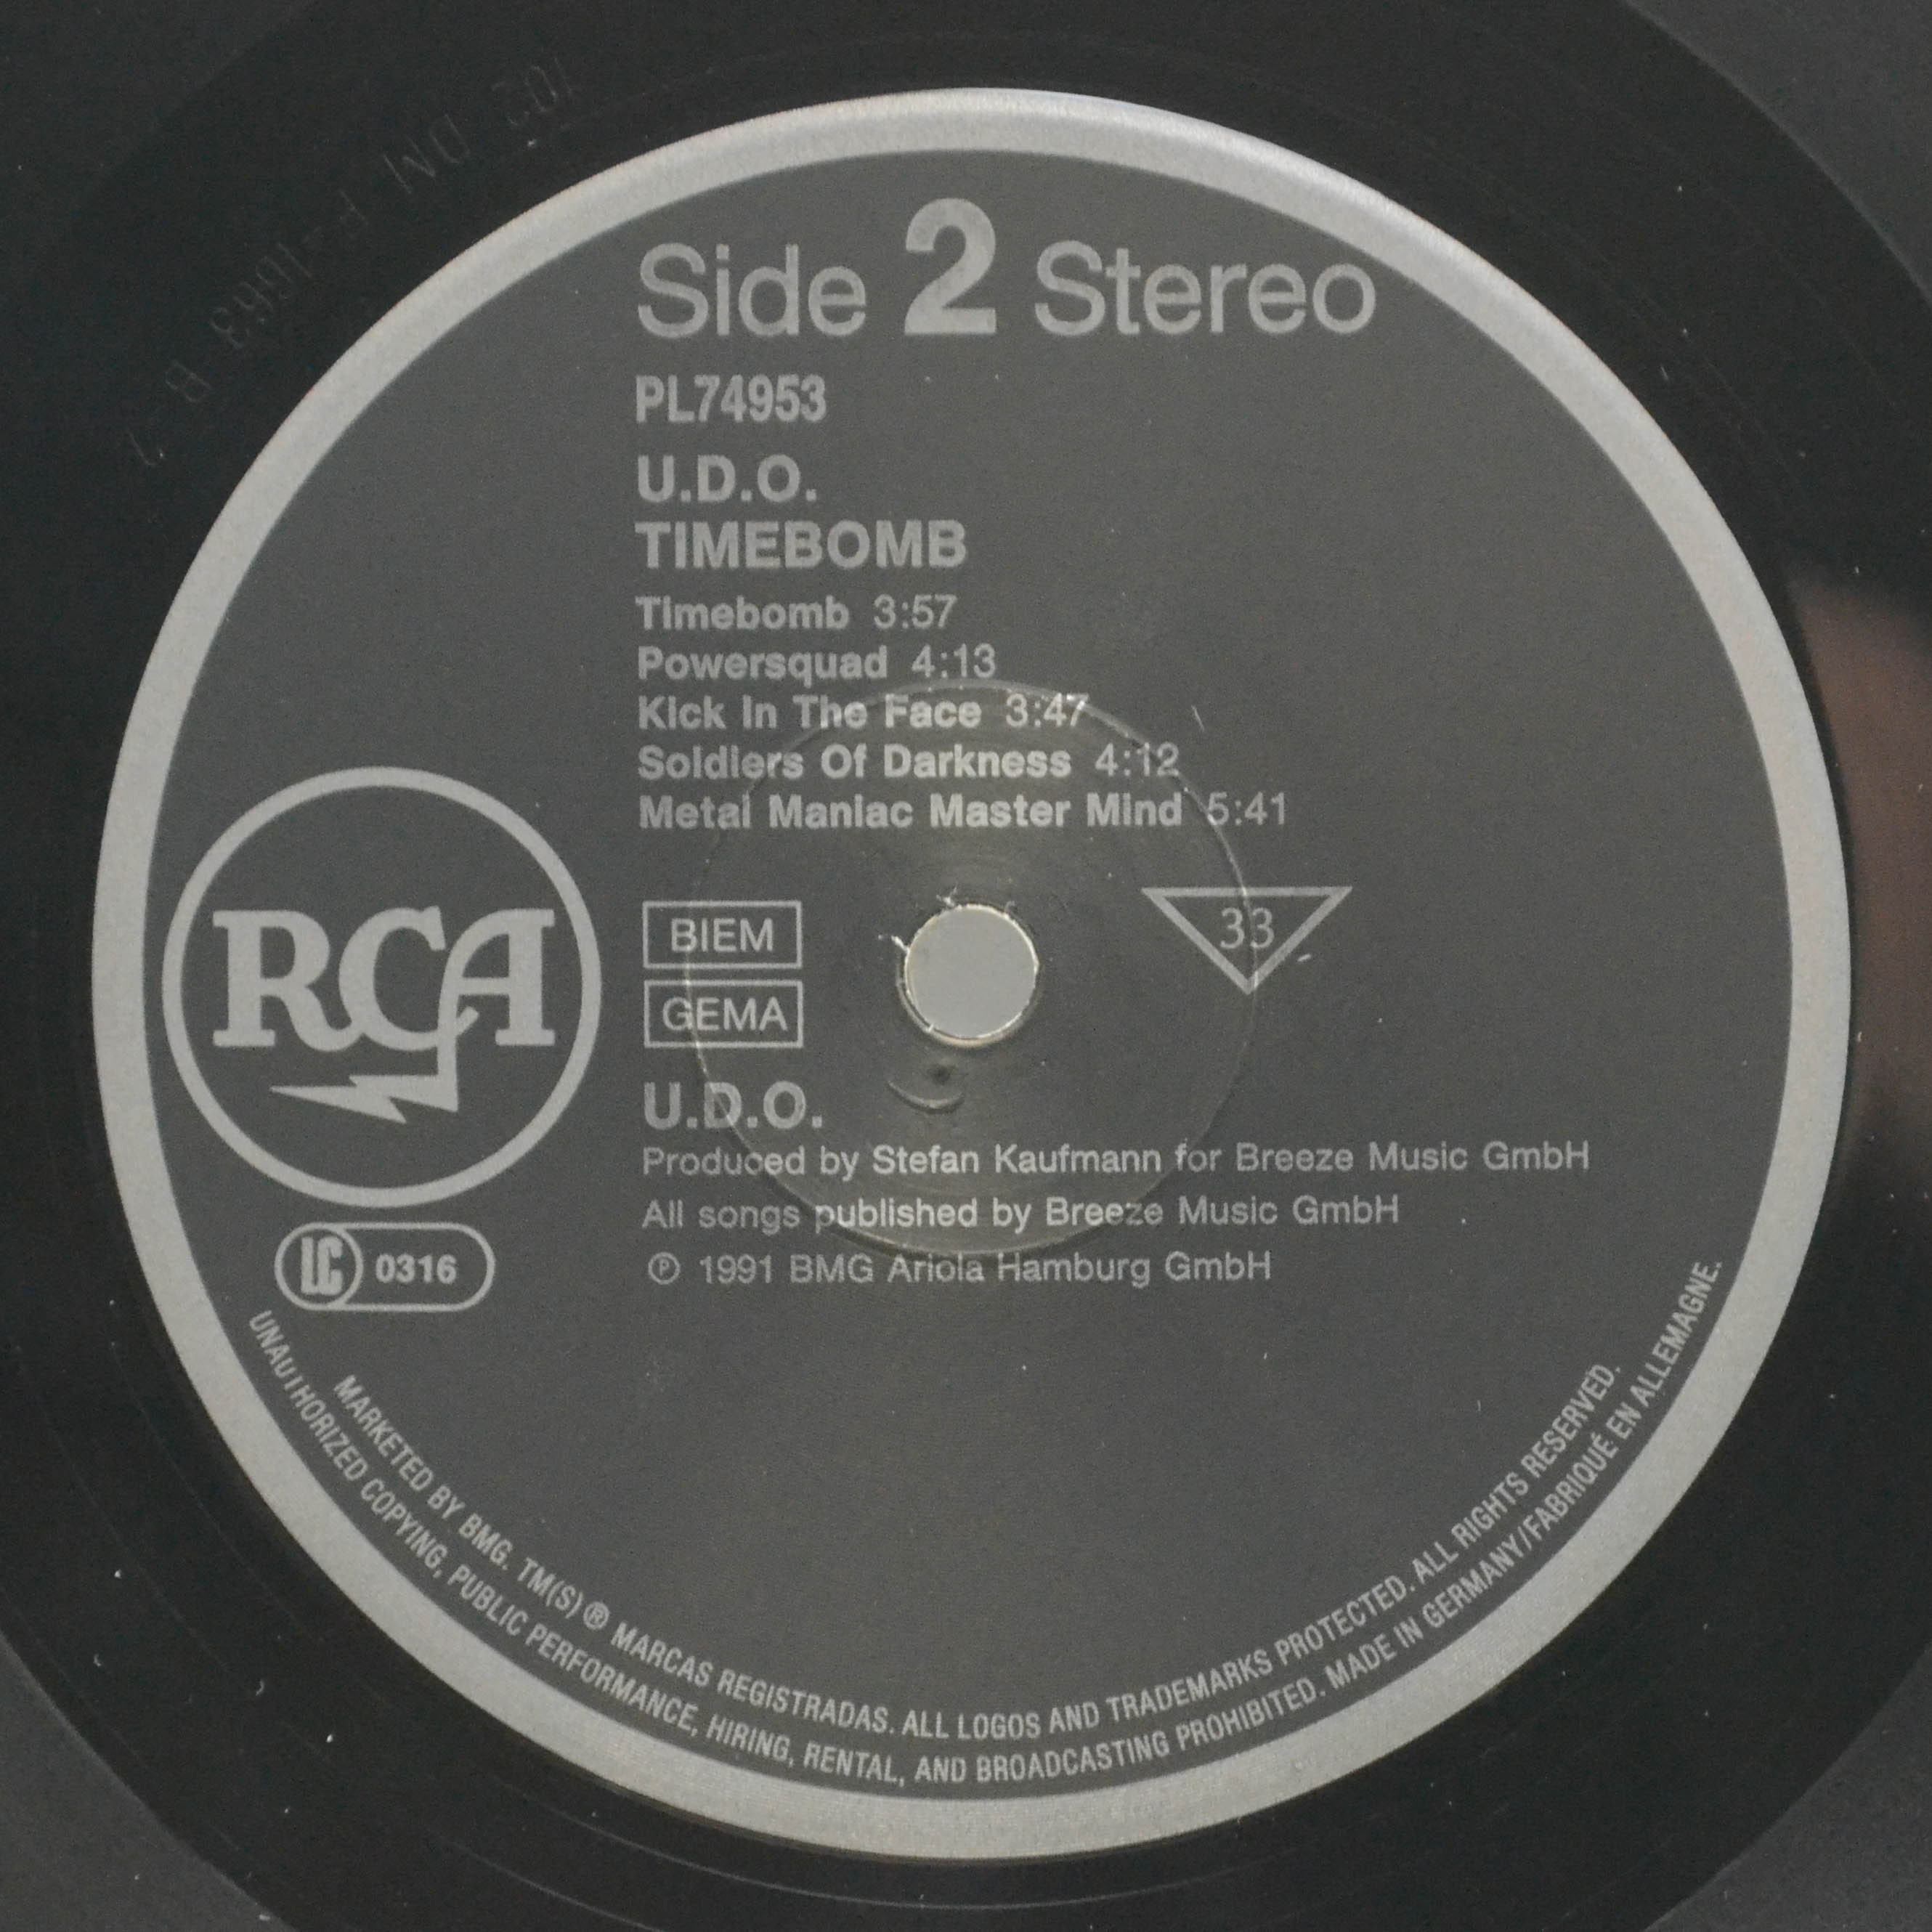 Side 2 Stereo
PL74953
U.D.O.
TIMEBOMB
Timebomb 3:57
Powersquad 4:13
Kick In The Face 3:47
Soldiers Of Darkness 4:12
Metal Maniac Master Mind 5:41
RCA
BIEM
GEMA
33
U.D.O.
Produced by Stefan Kaufmann for Breeze Music GmbH
All songs published by Breeze Music GmbH
℗ 1991 BMG Ariola Hamburg GmbH
LC 0316
MARKETED BY BMG. TM(S) ® MARCAS REGISTRADAS. ALL LOGOS AND TRADEMARKS PROTECTED. ALL RIGHTS RESERVED.
UNAUTHORIZED COPYING, PUBLIC PERFORMANCE, HIRING, RENTAL, AND BROADCASTING PROHIBITED. MADE IN GERMANY/FABRIQUÉ EN ALLEMAGNE.